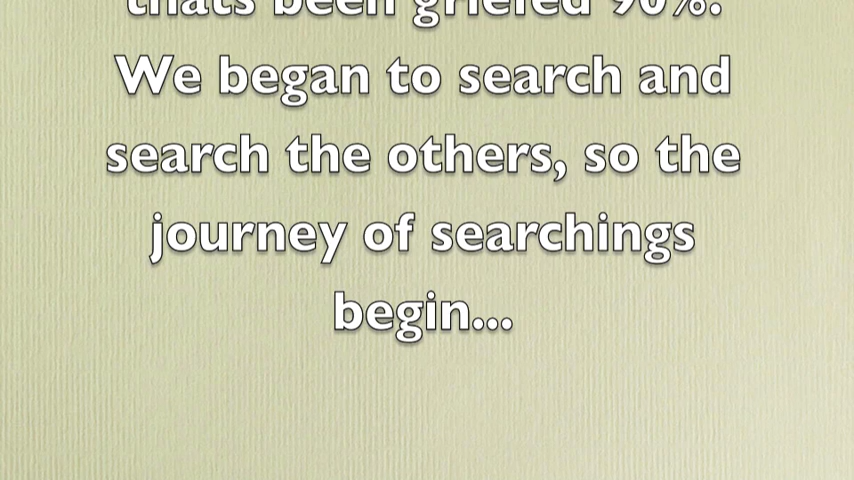 thats been griefed 90%.
We began to search and
search the others, so the
journey of searchings
begin...